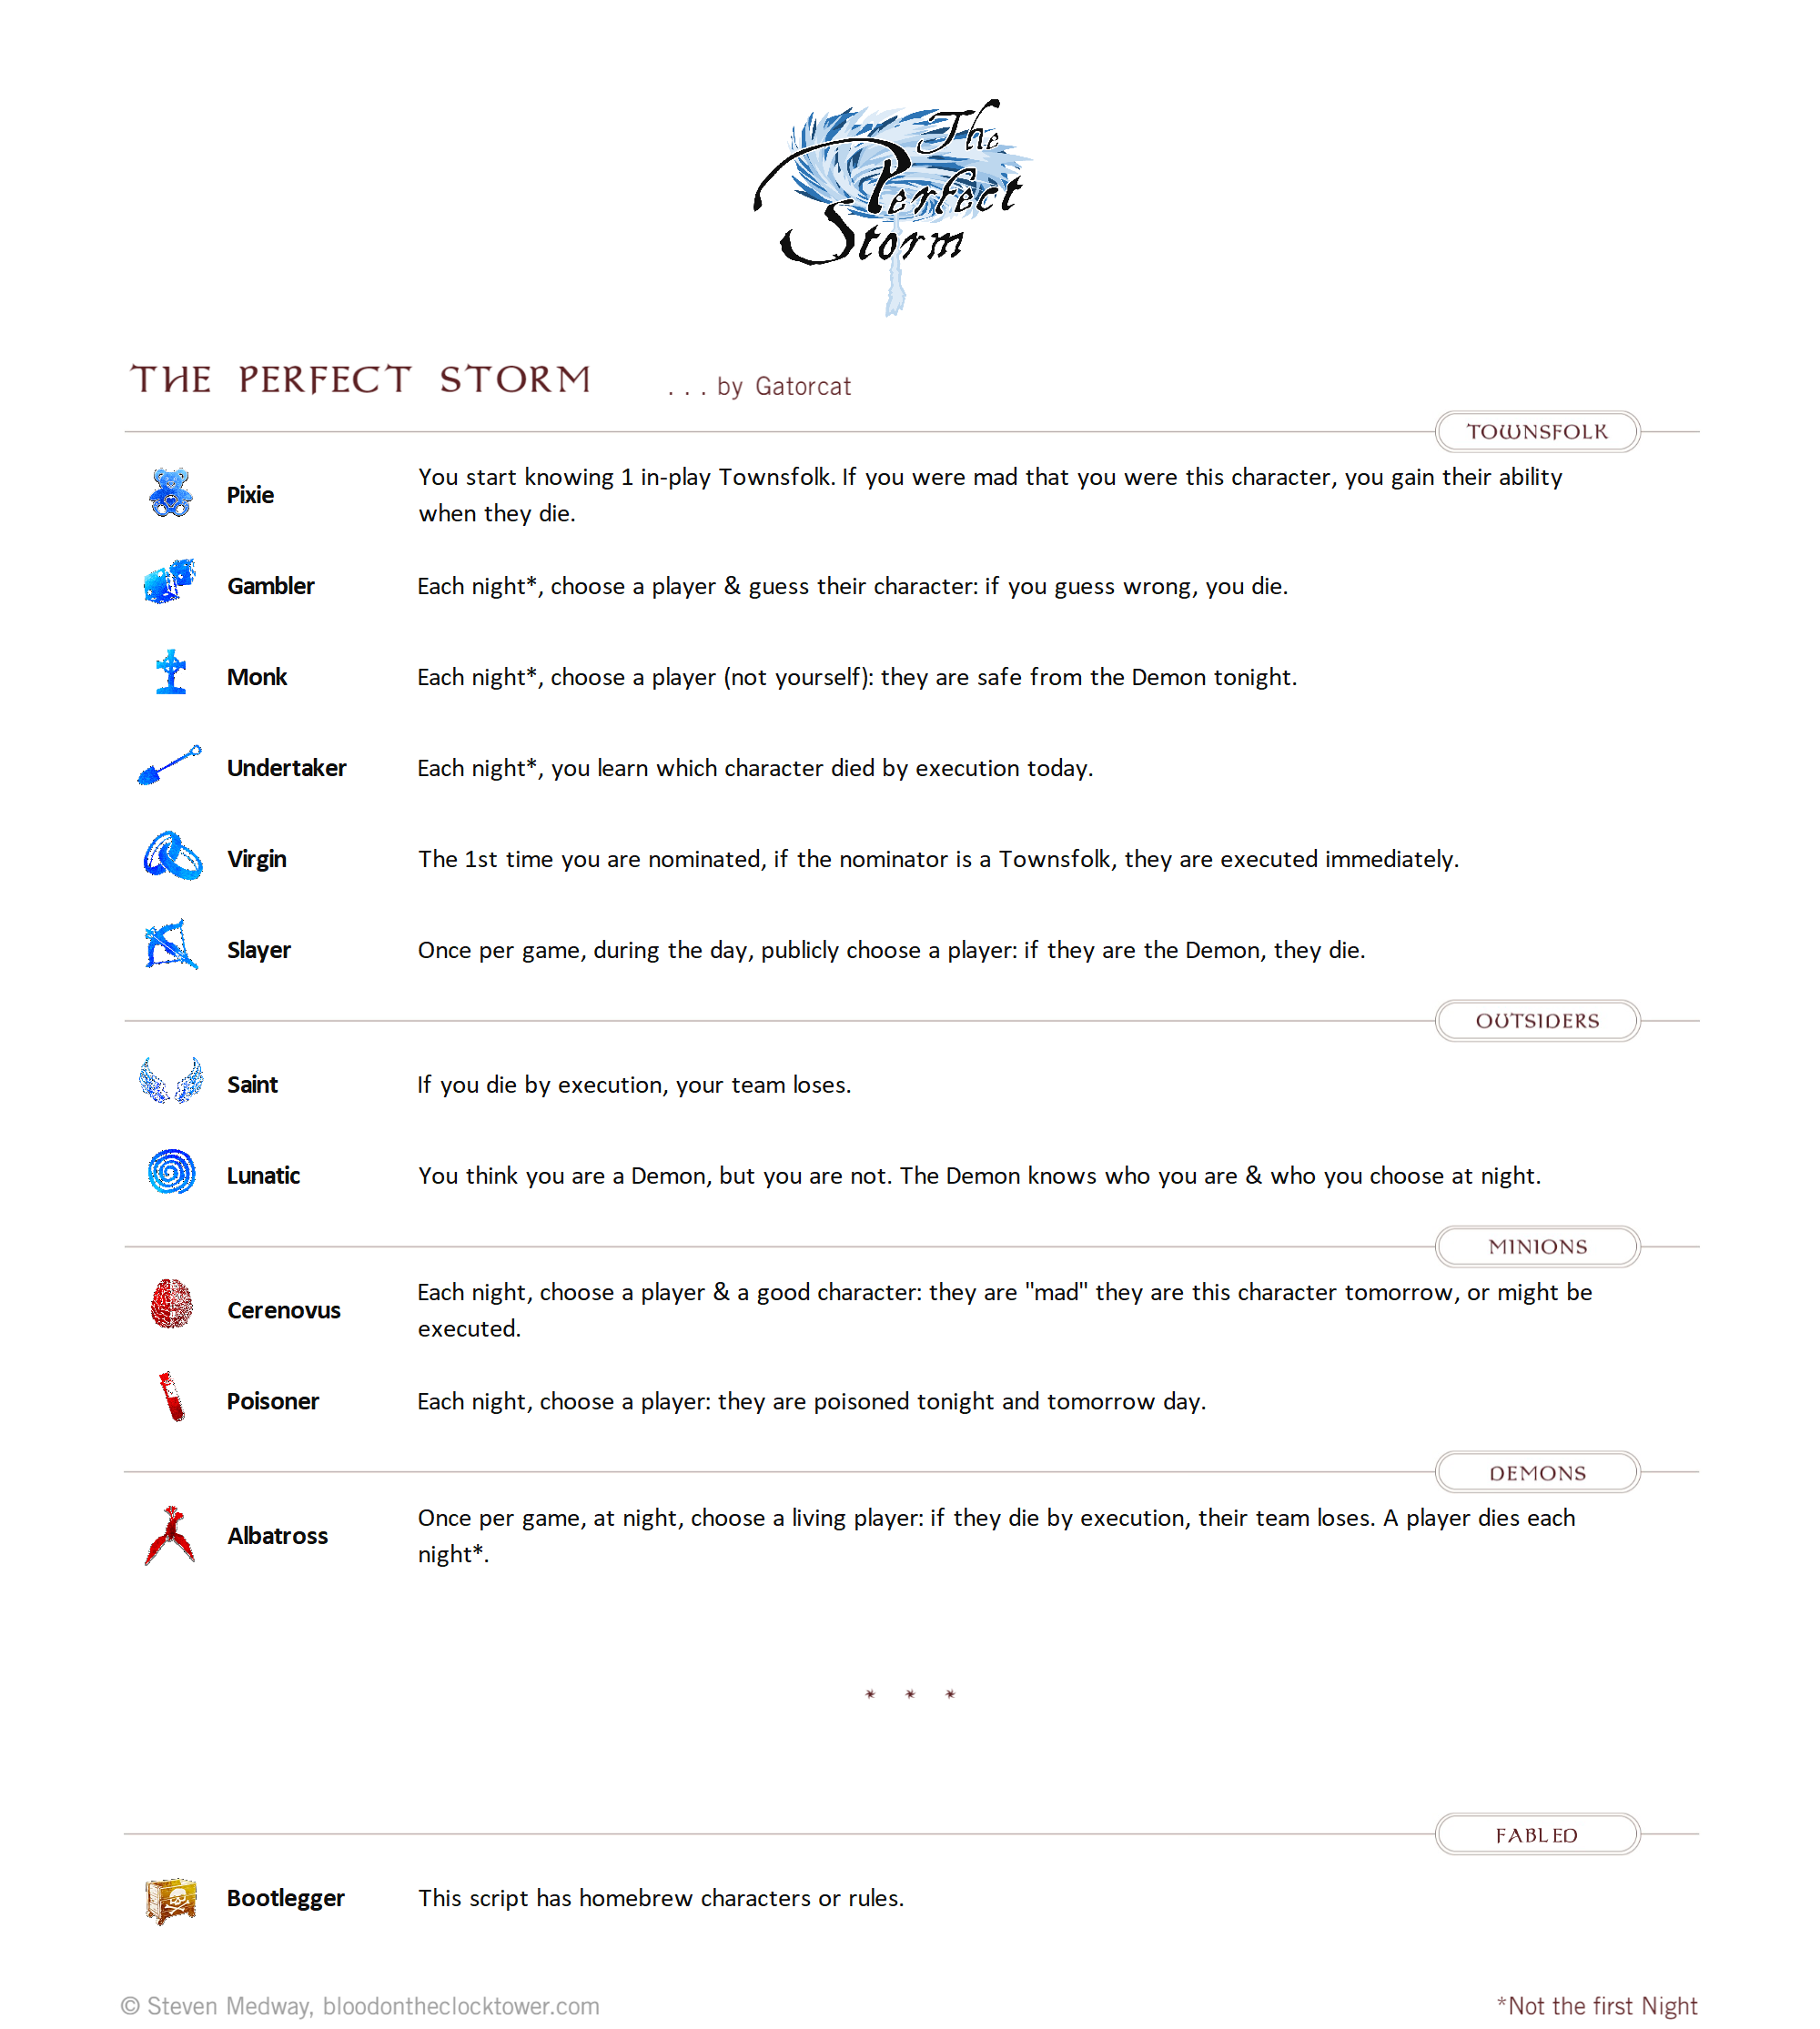 The
Perfect
Storm
THE PERFECT STORM . . . by Gatorcat
TOWNSFOLK
Pixie You start knowing 1 in-play Townsfolk. If you were mad that you were this character, you gain their ability
when they die.
Gambler Each night*, choose a player & guess their character: if you guess wrong, you die.
Monk Each night*, choose a player (not yourself): they are safe from the Demon tonight.
Undertaker Each night*, you learn which character died by execution today.
Virgin The 1st time you are nominated, if the nominator is a Townsfolk, they are executed immediately.
Slayer Once per game, during the day, publicly choose a player: if they are the Demon, they die.
OUTSIDERS
Saint If you die by execution, your team loses.
Lunatic You think you are a Demon, but you are not. The Demon knows who you are & who you choose at night.
MINIONS
Cerenovus Each night, choose a player & a good character: they are "mad" they are this character tomorrow, or might be
executed.
Poisoner Each night, choose a player: they are poisoned tonight and tomorrow day.
DEMONS
Albatross Once per game, at night, choose a living player: if they die by execution, their team loses. A player dies each
night*.
* * *
FABLED
Bootlegger This script has homebrew characters or rules.
© Steven Medway, bloodontheclocktower.com *Not the first Night